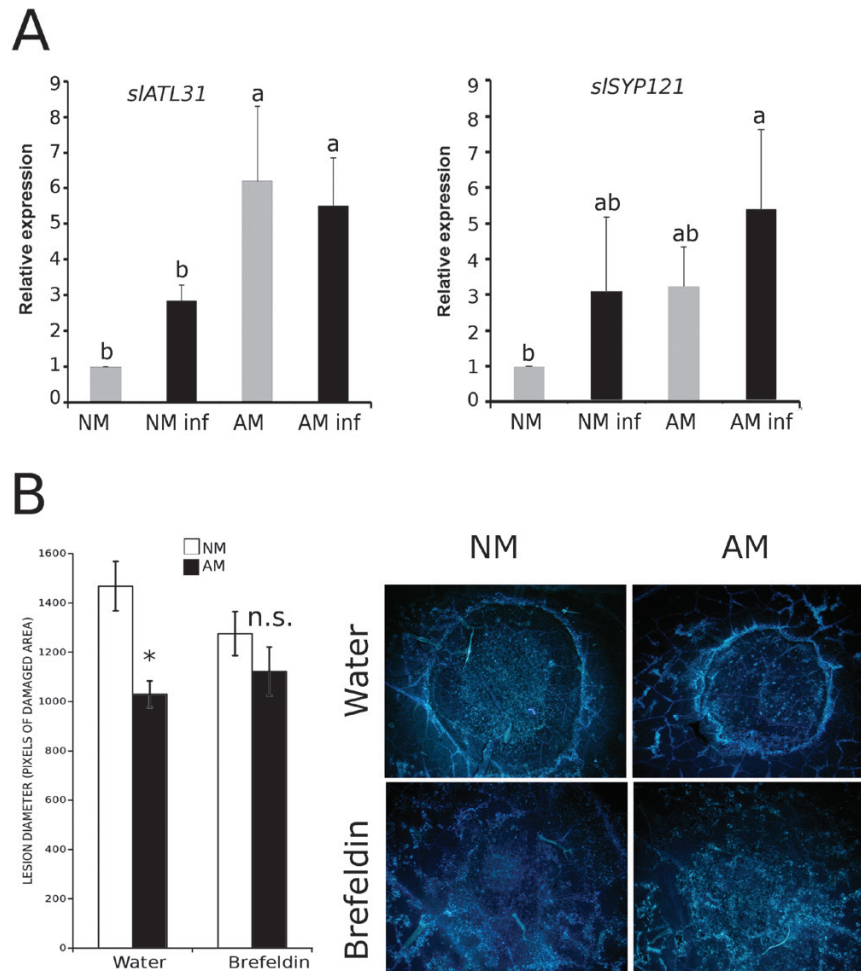 A
slATL31
Relative expression
9
8
7
6
5
4
3
2
1
0
b
b
a
a
NM
NM inf
AM
AM inf
slSYP121
Relative expression
9
8
7
6
5
4
3
2
1
0
b
ab
ab
a
NM
NM inf
AM
AM inf
B
LESION DIAMETER (PIXELS OF DAMAGED AREA)
1600
1400
1200
1000
800
600
400
200
0
NM
AM
*
n.s.
Water
Brefeldin
NM
AM
Water
Brefeldin